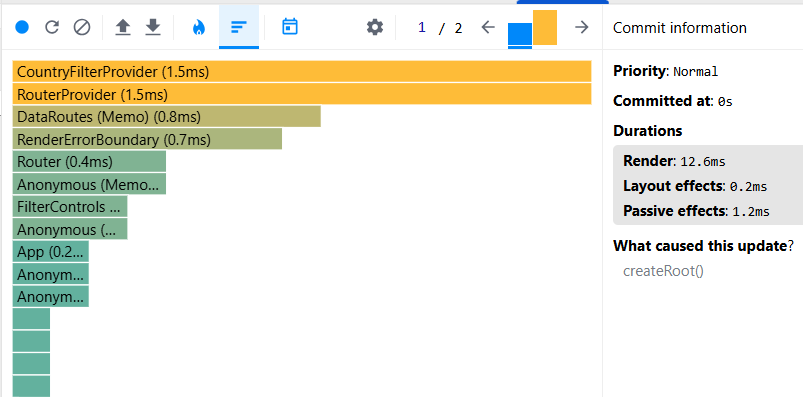 1 / 2
CountryFilterProvider (1.5ms)
RouterProvider (1.5ms)
DataRoutes (Memo) (0.8ms)
RenderErrorBoundary (0.7ms)
Router (0.4ms)
Anonymous (Memo...
FilterControls ...
Anonymous (...
App (0.2...
Anonym...
Anonym...
Commit information
Priority: Normal
Committed at: 0s
Durations
Render: 12.6ms
Layout effects: 0.2ms
Passive effects: 1.2ms
What caused this update?
createRoot()